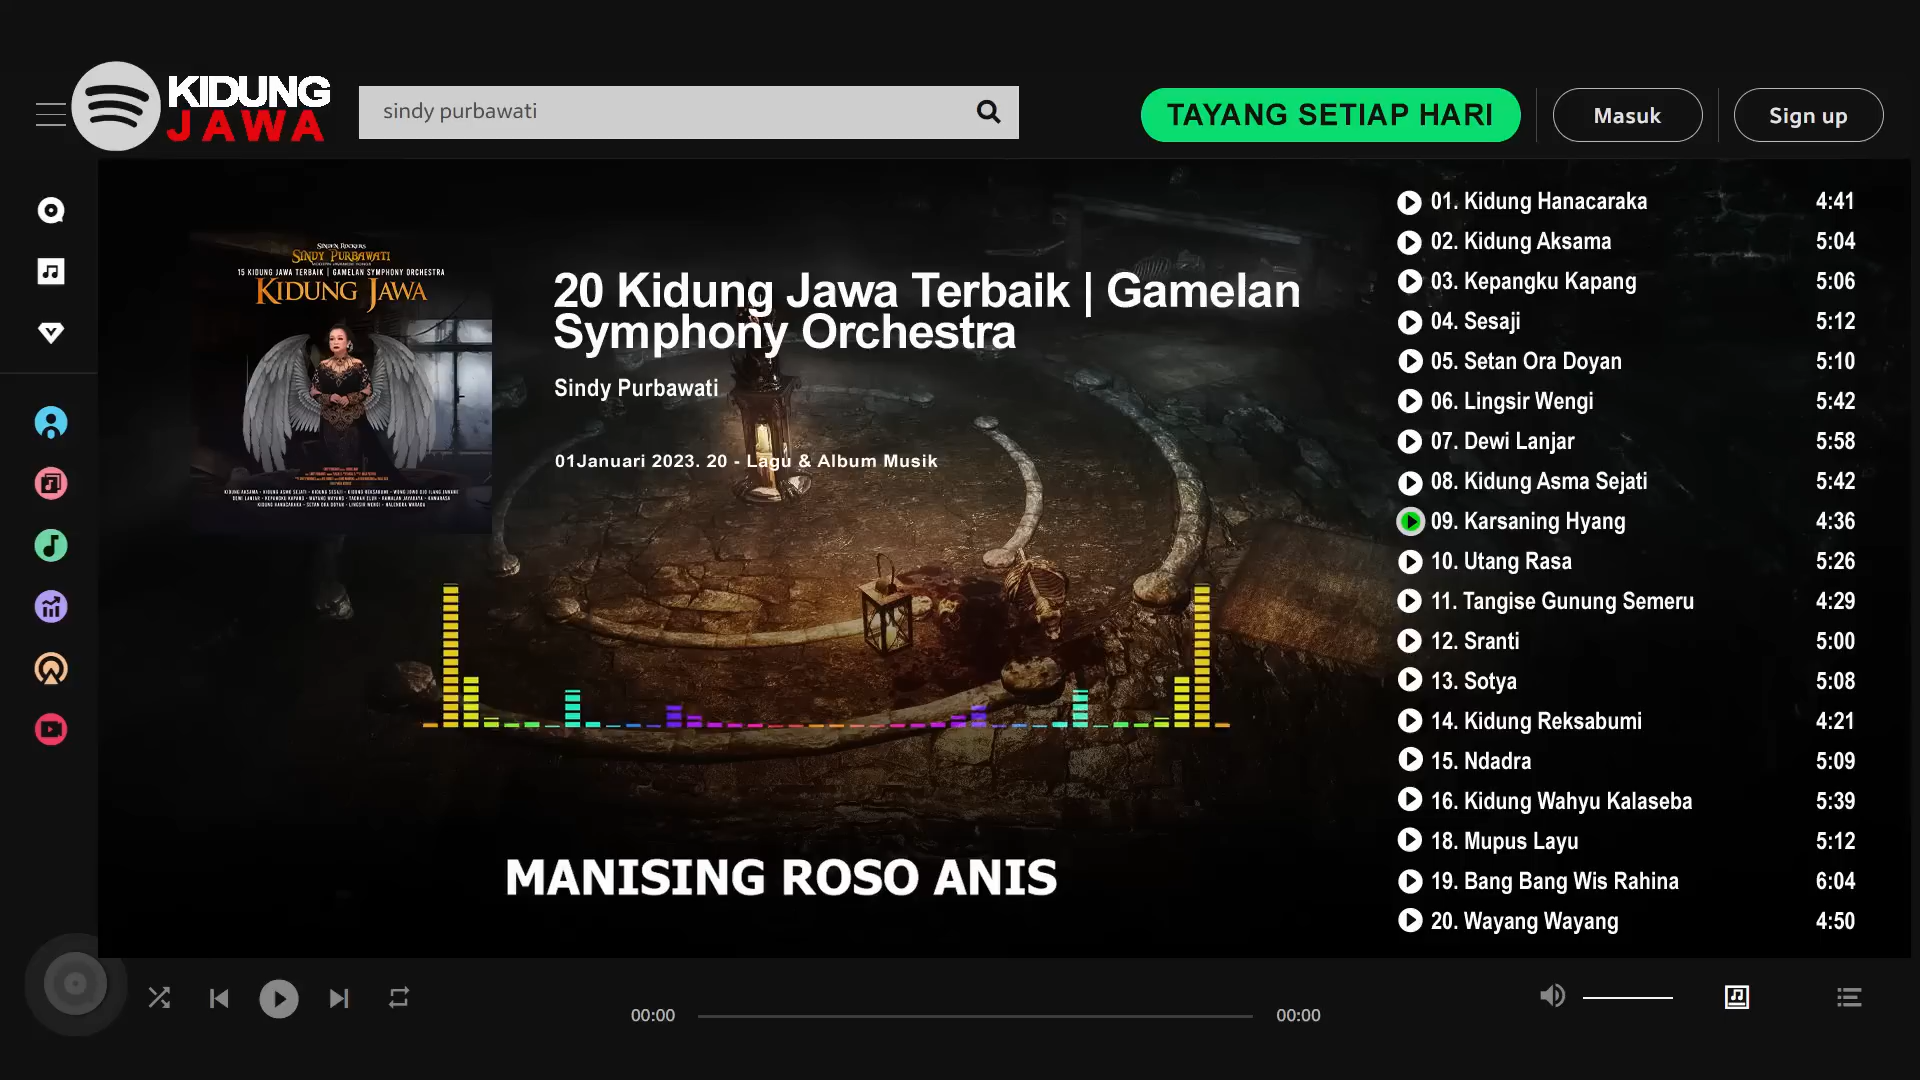 KIDUNG
JAWA
sindy purbawati
TAYANG SETIAP HARI
Masuk
Sign up
SINDEN ROCKERS
SINDY PURBAWATI
15 KIDUNG JAWA TERBAIK | GAMELAN SYMPHONY ORCHESTRA
KIDUNG JAWA
20 Kidung Jawa Terbaik | Gamelan
Symphony Orchestra
Sindy Purbawati
01Januari 2023. 20 - Lagu & Album Musik
01. Kidung Hanacaraka 4:41
02. Kidung Aksama 5:04
03. Kepangku Kapang 5:06
04. Sesaji 5:12
05. Setan Ora Doyan 5:10
06. Lingsir Wengi 5:42
07. Dewi Lanjar 5:58
08. Kidung Asma Sejati 5:42
09. Karsaning Hyang 4:36
10. Utang Rasa 5:26
11. Tangise Gunung Semeru 4:29
12. Sranti 5:00
13. Sotya 5:08
14. Kidung Reksabumi 4:21
15. Ndadra 5:09
16. Kidung Wahyu Kalaseba 5:39
18. Mupus Layu 5:12
19. Bang Bang Wis Rahina 6:04
20. Wayang Wayang 4:50
MANISING ROSO ANIS
00:00
00:00